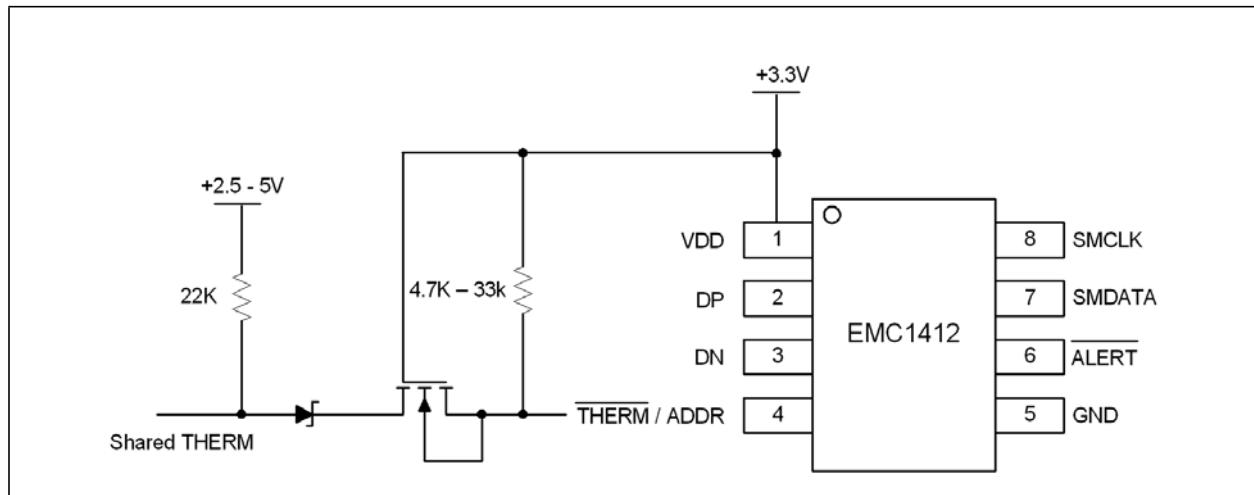 +3.3V
+2.5 - 5V
22K
4.7K – 33k
Shared THERM
THERM / ADDR
VDD
DP
DN
1
2
3
4
EMC1412
8
7
6
5
SMCLK
SMDATA
ALERT
GND